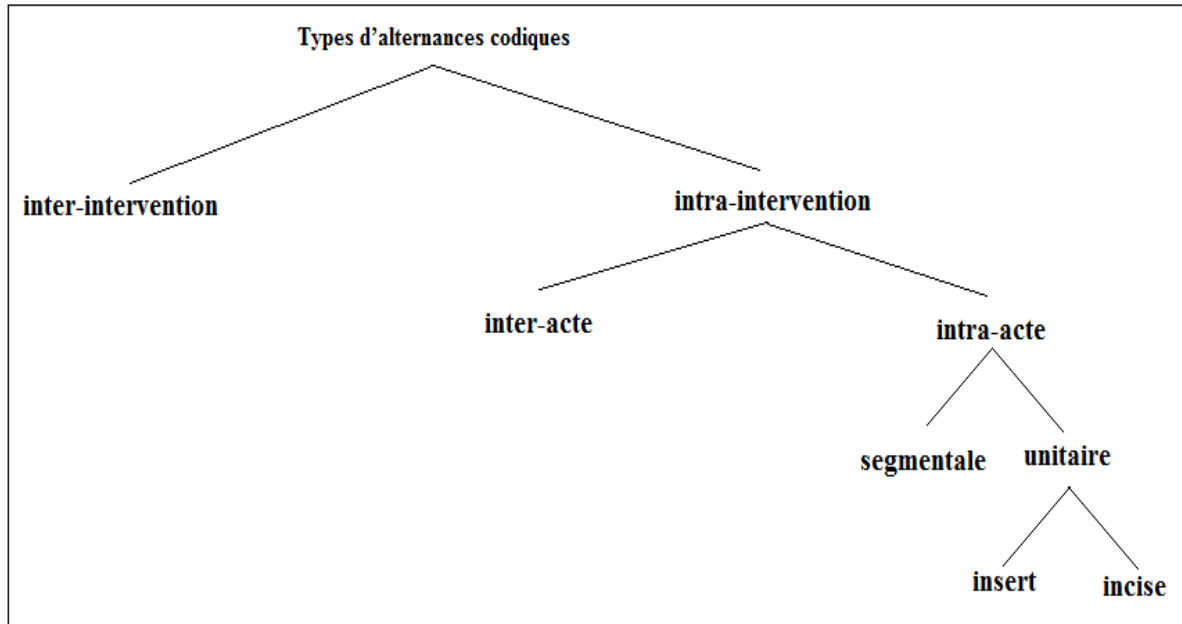 Types d'alternances codiques
inter-intervention
intra-intervention
inter-acte
intra-acte
segmentale
unitaire
insert
incise